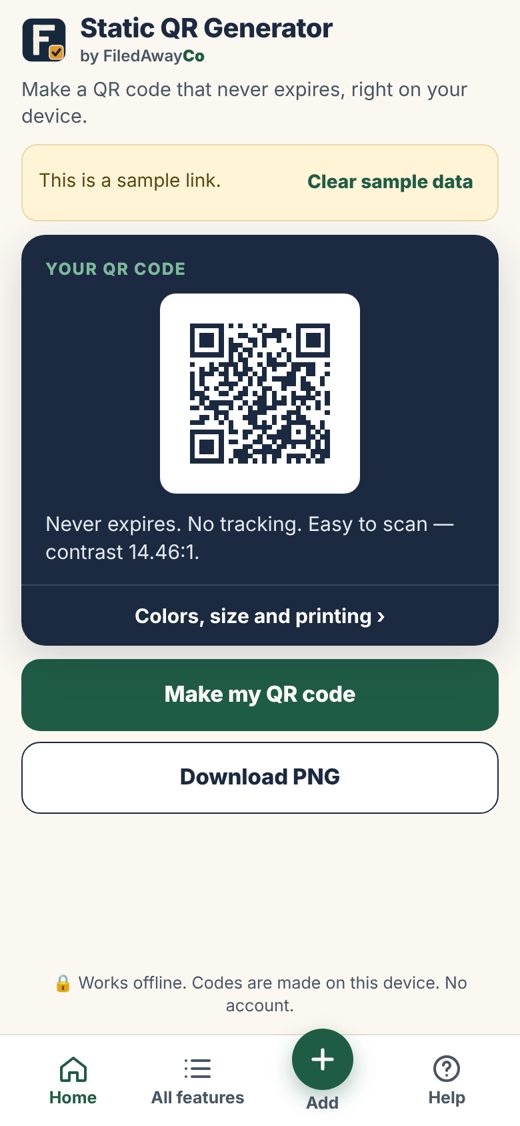 Static QR Generator
by FiledAwayCo
Make a QR code that never expires, right on your
device.
This is a sample link.
Clear sample data
YOUR QR CODE
Never expires. No tracking. Easy to scan —
contrast 14.46:1.
Colors, size and printing ›
Make my QR code
Download PNG
🔒 Works offline. Codes are made on this device. No
account.
Home
All features
Add
Help